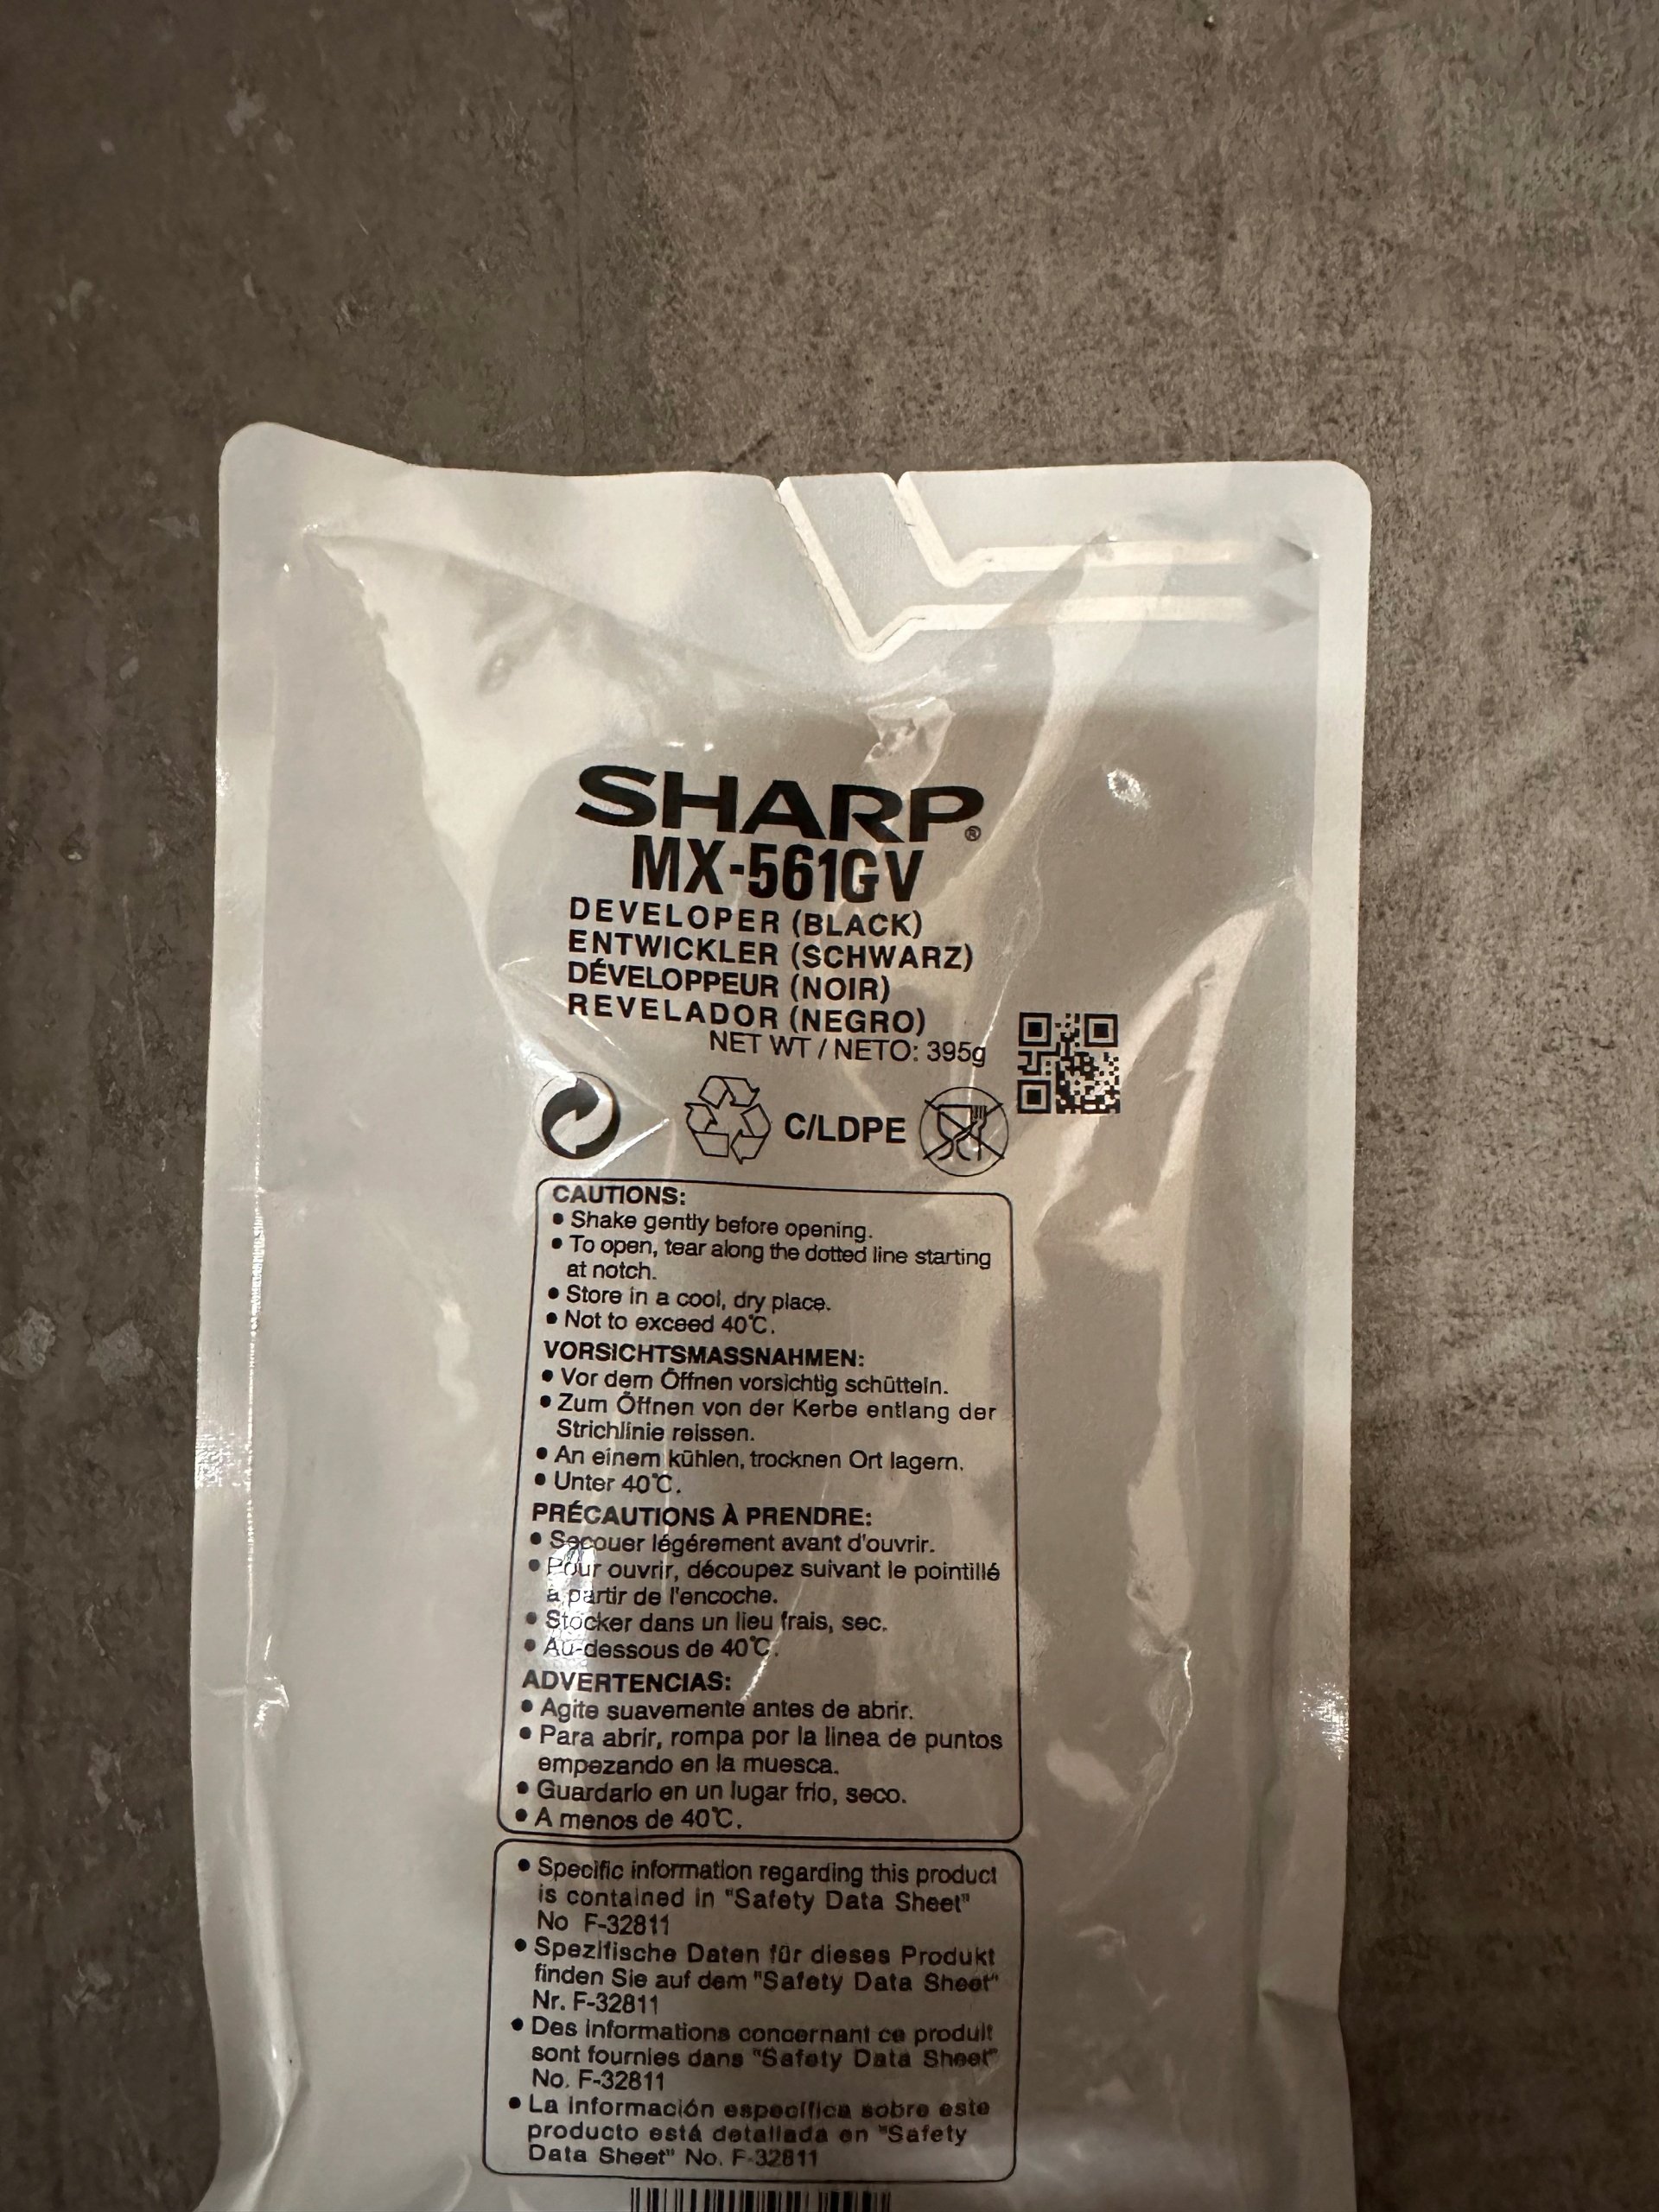 SHARP®
MX-561GV
DEVELOPER (BLACK)
ENTWICKLER (SCHWARZ)
DÉVELOPPEUR (NOIR)
REVELADOR (NEGRO)
NET WT / NETO: 395g
C/LDPE
CAUTIONS:
● Shake gently before opening.
● To open, tear along the dotted line starting
at notch.
● Store in a cool, dry place.
● Not to exceed 40℃.
VORSICHTSMASSNAHMEN:
● Vor dem Öffnen vorsichtig schütteln.
● Zum Öffnen von der Kerbe entlang der
Strichlinie reissen.
● An einem kühlen, trocknen Ort lagern.
● Unter 40℃.
PRÉCAUTIONS À PRENDRE:
● Secouer légérement avant d'ouvrir.
● Pour ouvrir, découpez suivant le pointillé
à partir de l'encoche.
● Stocker dans un lieu frais, sec.
● Au-dessous de 40℃.
ADVERTENCIAS:
● Agite suavemente antes de abrir.
● Para abrir, rompa por la linea de puntos
empezando en la muesca.
● Guardarlo en un lugar frio, seco.
● A menos de 40℃.
● Specific information regarding this product
is contained in "Safety Data Sheet"
No F-32811
● Spezifische Daten für dieses Produkt
finden Sie auf dem "Safety Data Sheet"
Nr. F-32811
● Des informations concernant ce produit
sont fournies dans "Safety Data Sheet"
No. F-32811
● La información específica sobre este
producto está detallada en "Safety
Data Sheet" No. F-32811